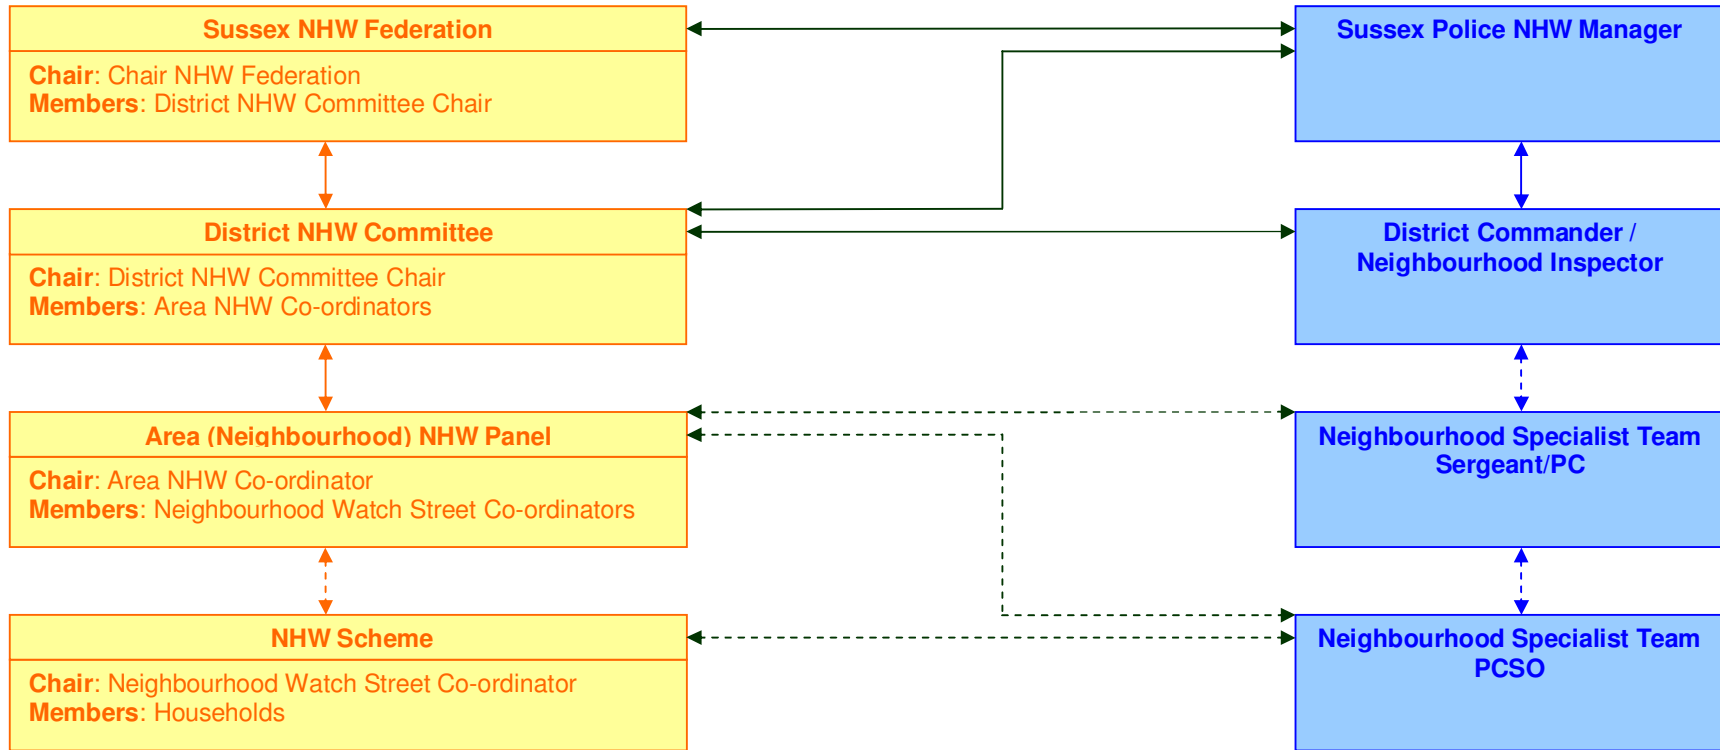 Sussex NHW Federation
Chair: Chair NHW Federation
Members: District NHW Committee Chair
Sussex Police NHW Manager
District NHW Committee
Chair: District NHW Committee Chair
Members: Area NHW Co-ordinators
District Commander /
Neighbourhood Inspector
Area (Neighbourhood) NHW Panel
Chair: Area NHW Co-ordinator
Members: Neighbourhood Watch Street Co-ordinators
Neighbourhood Specialist Team
Sergeant/PC
NHW Scheme
Chair: Neighbourhood Watch Street Co-ordinator
Members: Households
Neighbourhood Specialist Team
PCSO